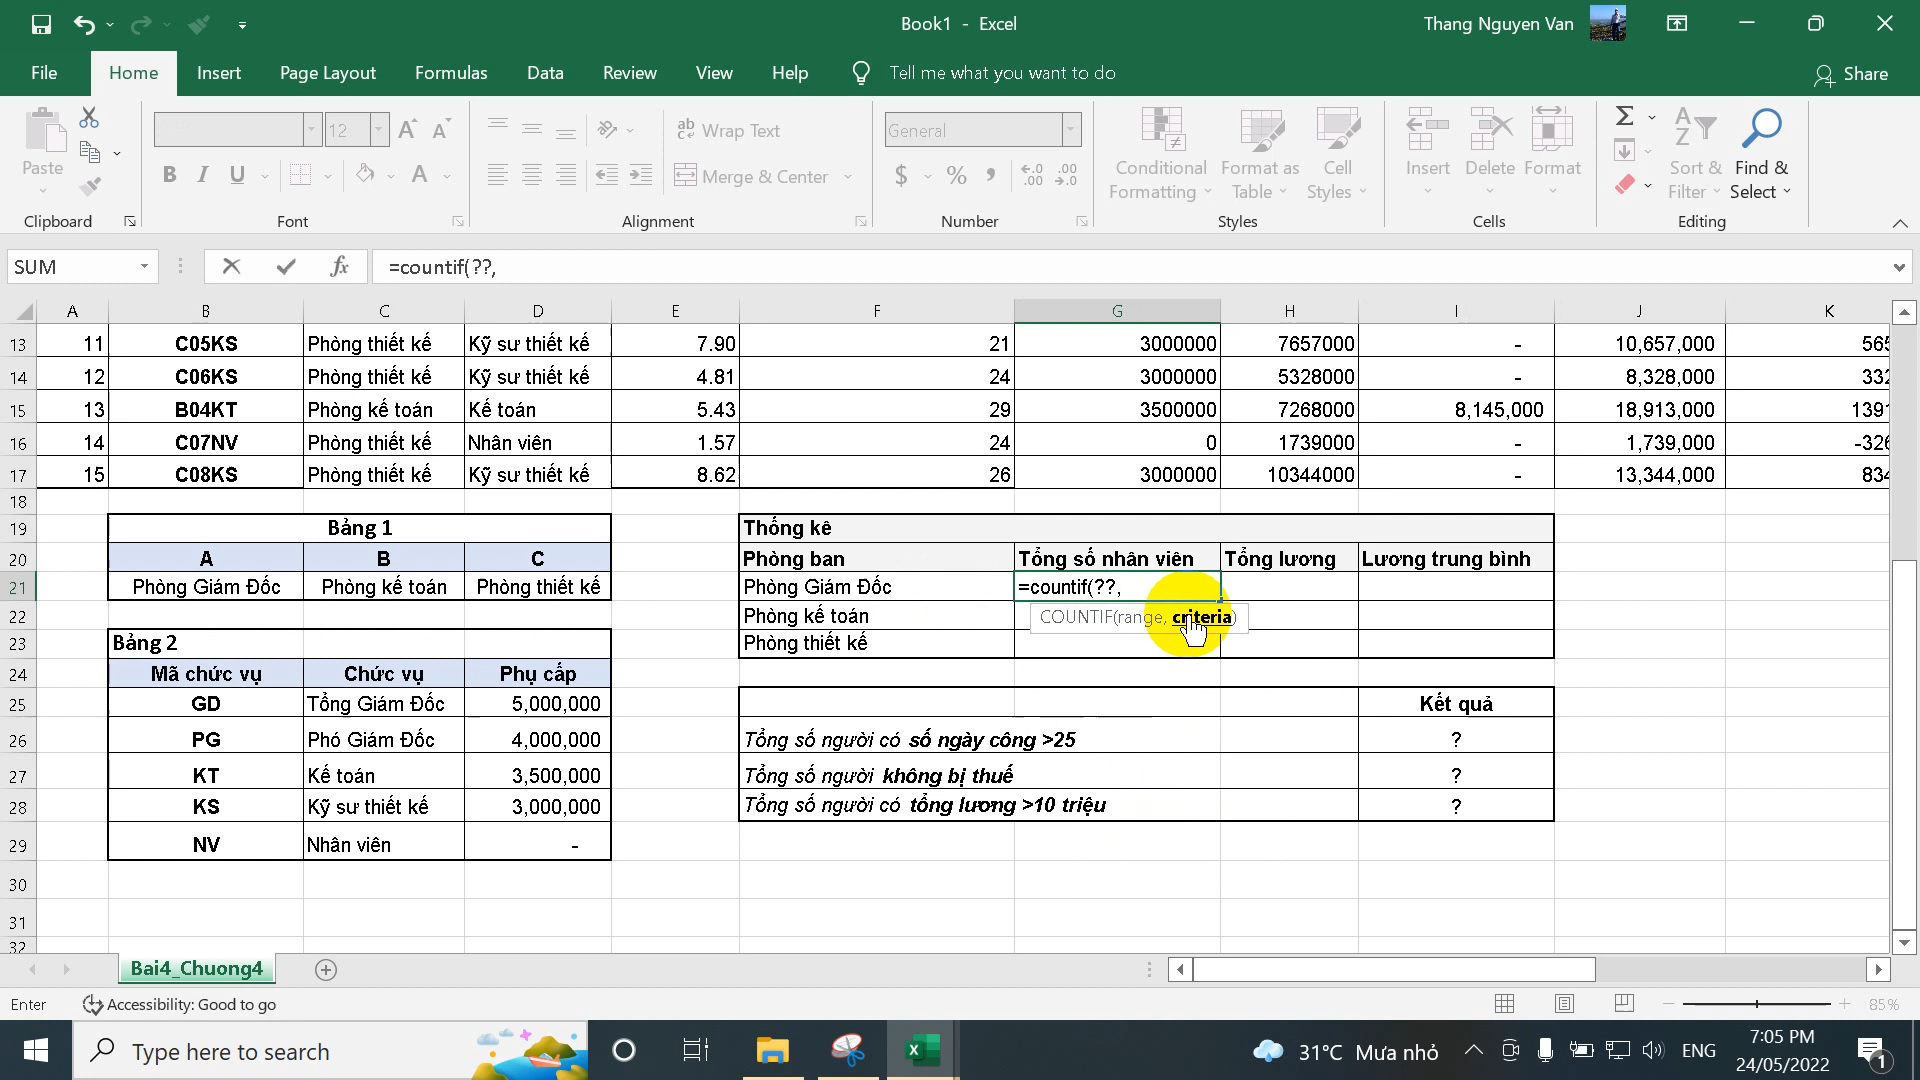 Book1 - Excel
Thang Nguyen Van
File Home Insert Page Layout Formulas Data Review View Help Tell me what you want to do Share
Paste
Clipboard
12
B I U A
Font
Wrap Text
Merge & Center
Alignment
General
$ % ,
Number
Conditional Formatting
Format as Table
Cell Styles
Styles
Insert
Delete
Format
Cells
Sort & Filter
Find & Select
Editing
SUM
fx
=countif(??,
A B C D E F G H I J K
13 11 C05KS Phòng thiết kế Kỹ sư thiết kế 7.90 21 3000000 7657000 - 10,657,000
14 12 C06KS Phòng thiết kế Kỹ sư thiết kế 4.81 24 3000000 5328000 - 8,328,000
15 13 B04KT Phòng kế toán Kế toán 5.43 29 3500000 7268000 8,145,000 18,913,000
16 14 C07NV Phòng thiết kế Nhân viên 1.57 24 0 1739000 - 1,739,000
17 15 C08KS Phòng thiết kế Kỹ sư thiết kế 8.62 26 3000000 10344000 - 13,344,000
18
19 Bảng 1 Thống kê
20 A B C Phòng ban Tổng số nhân viên Tổng lương Lương trung bình
21 Phòng Giám Đốc Phòng kế toán Phòng thiết kế Phòng Giám Đốc =countif(??,
22 Phòng kế toán COUNTIF(range, criteria)
23 Bảng 2 Phòng thiết kế
24 Mã chức vụ Chức vụ Phụ cấp
25 GD Tổng Giám Đốc 5,000,000 Kết quả
26 PG Phó Giám Đốc 4,000,000 Tổng số người có số ngày công >25 ?
27 KT Kế toán 3,500,000 Tổng số người không bị thuế ?
28 KS Kỹ sư thiết kế 3,000,000 Tổng số người có tổng lương >10 triệu ?
29 NV Nhân viên -
30
31
32
Bai4_Chuong4
Enter Accessibility: Good to go 85%
Type here to search
31°C Mưa nhỏ
ENG
7:05 PM
24/05/2022
1